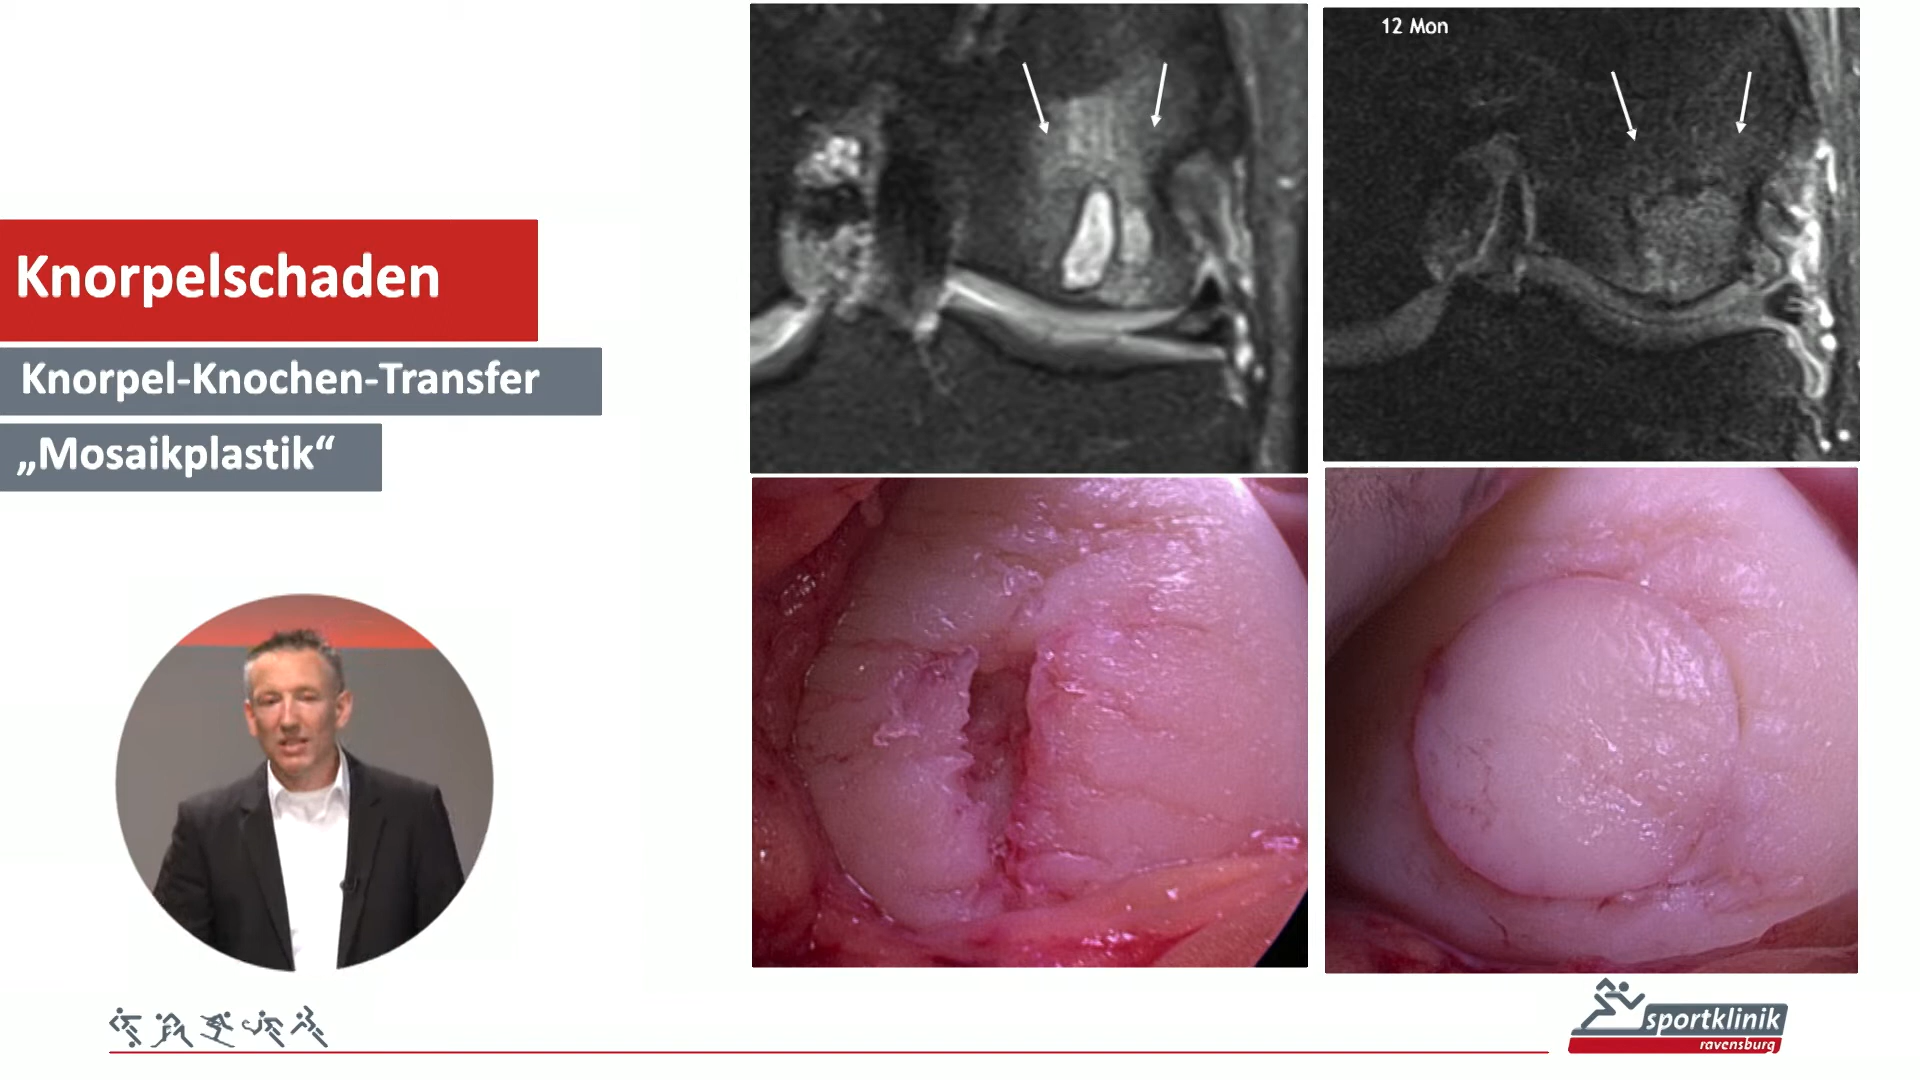 12 Mon
Knorpelschaden
Knorpel-Knochen-Transfer
„Mosaikplastik“
sportklinik
ravensburg